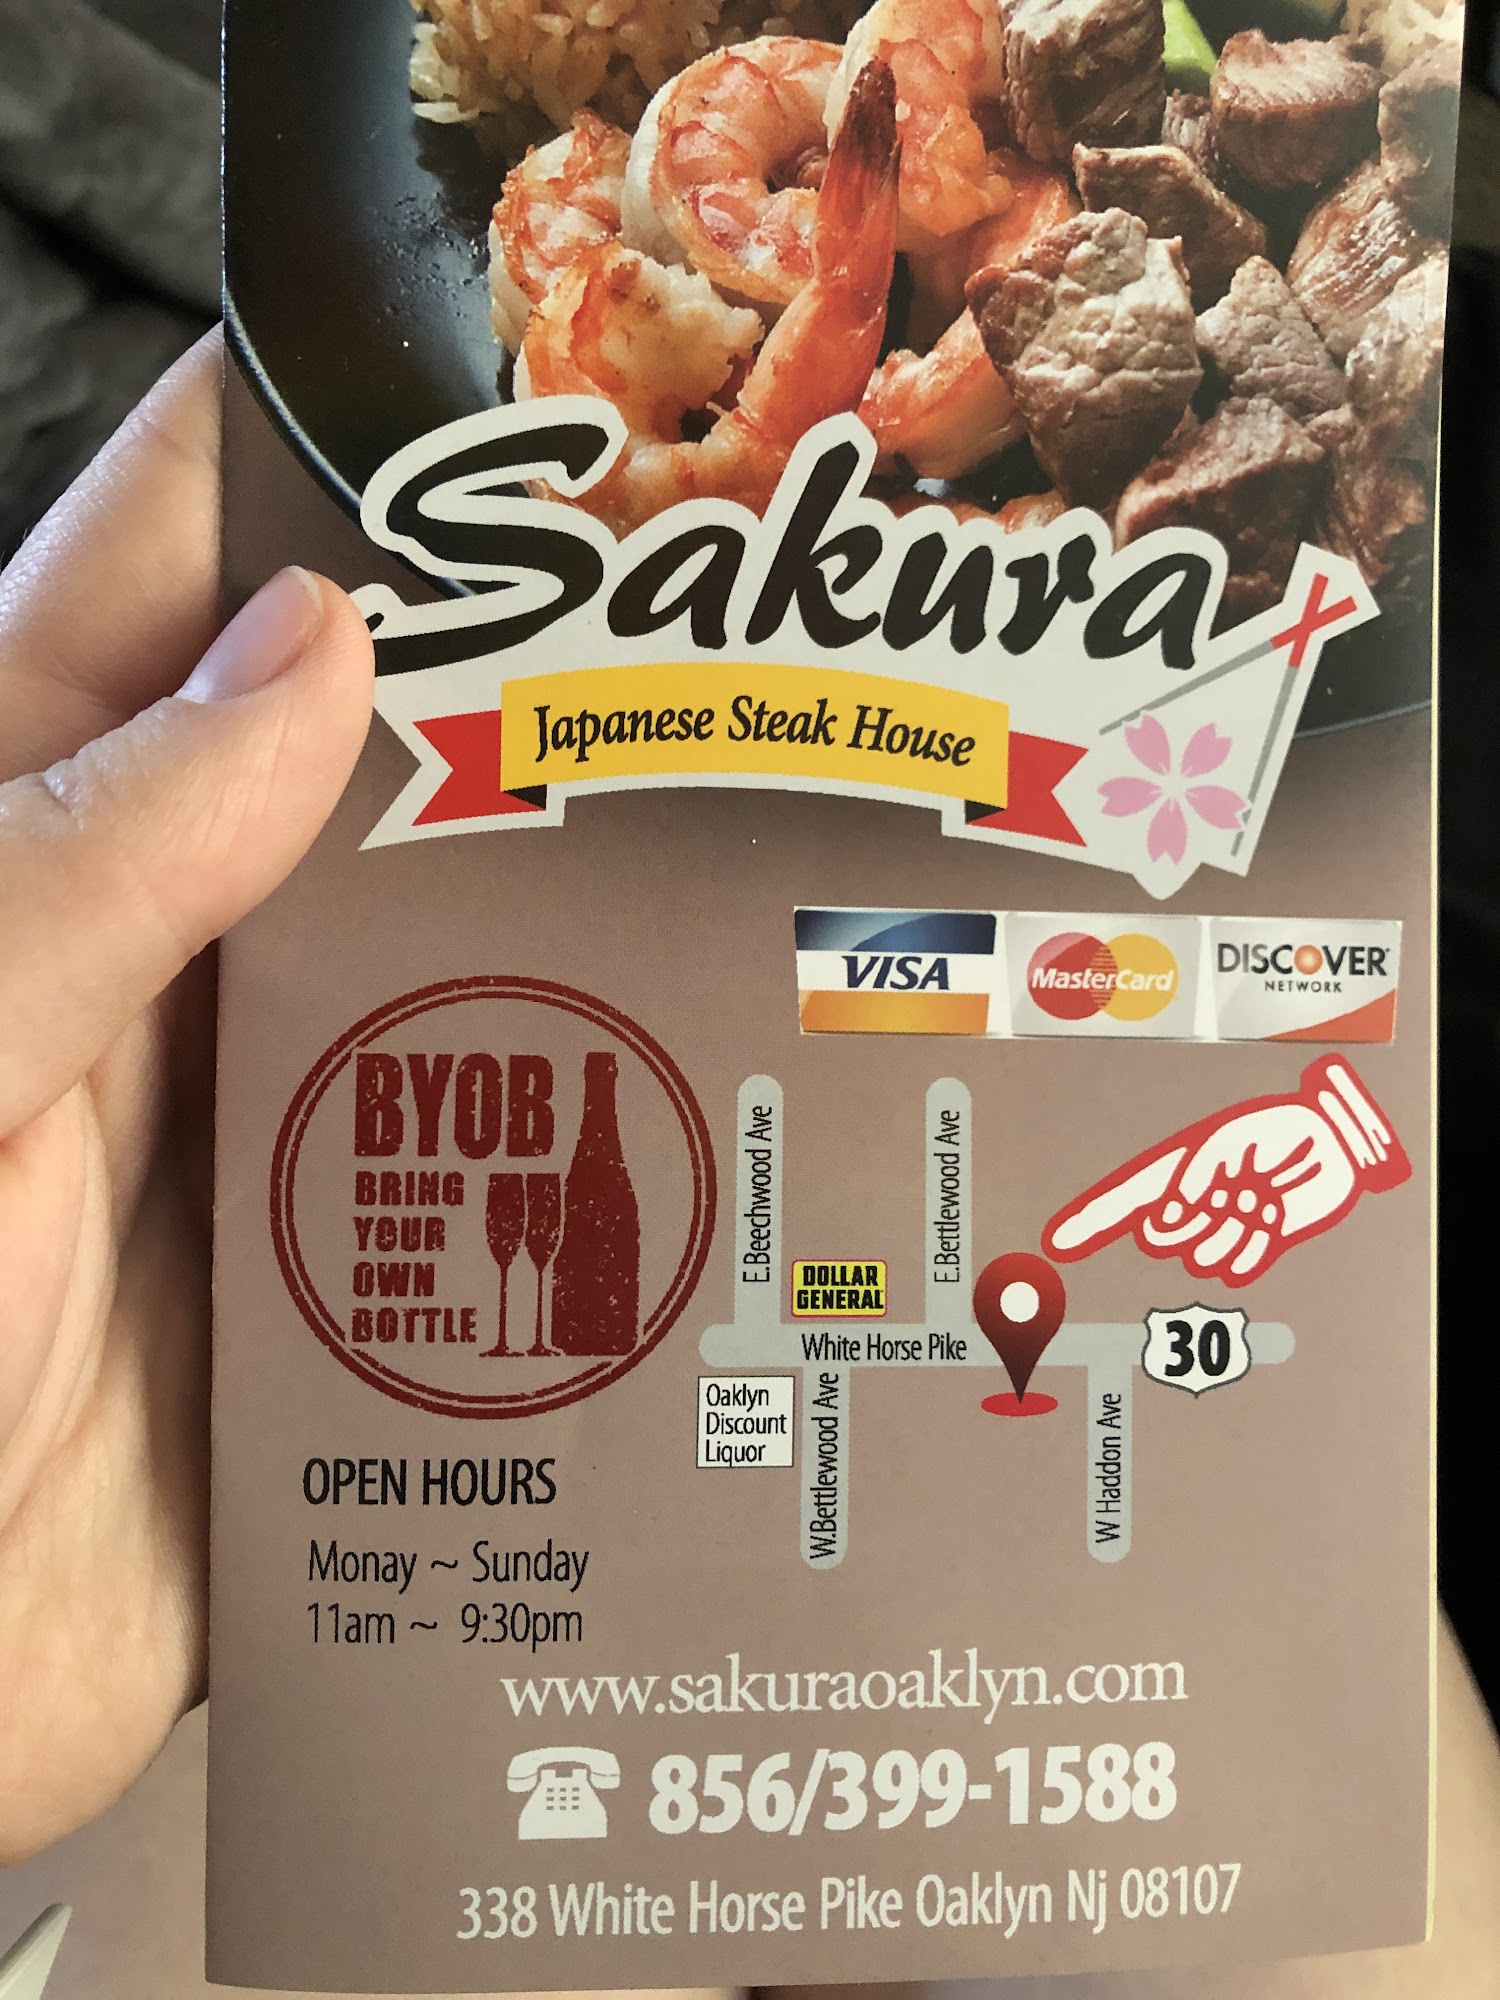 Sakura
Japanese Steak House
VISA
MasterCard
DISCOVER
NETWORK
BYOB
BRING
YOUR
OWN
BOTTLE
E.Beechwood Ave
E.Bettlewood Ave
DOLLAR
GENERAL
White Horse Pike
30
Oaklyn
Discount
Liquor
W.Bettlewood Ave
W Haddon Ave
OPEN HOURS
Monay ~ Sunday
11am ~ 9:30pm
www.sakuraoaklyn.com
856/399-1588
338 White Horse Pike Oaklyn Nj 08107